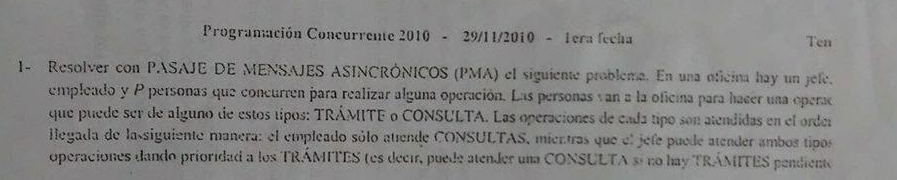 Programación Concurrente 2010 - 29/11/2010 - 1era fecha Ten
1- Resolver con PASAJE DE MENSAJES ASINCRÓNICOS (PMA) el siguiente problema. En una oficina hay un jefe,
empleado y P personas que concurren para realizar alguna operación. Las personas van a la oficina para hacer una operac
que puede ser de alguno de estos tipos: TRÁMITE o CONSULTA. Las operaciones de cada tipo son atendidas en el order
llegada de la siguiente manera: el empleado sólo atiende CONSULTAS, mientras que el jefe puede atender ambos tipos
operaciones dando prioridad a los TRÁMITES (es decir, puede atender una CONSULTA si no hay TRÁMITES pendiente